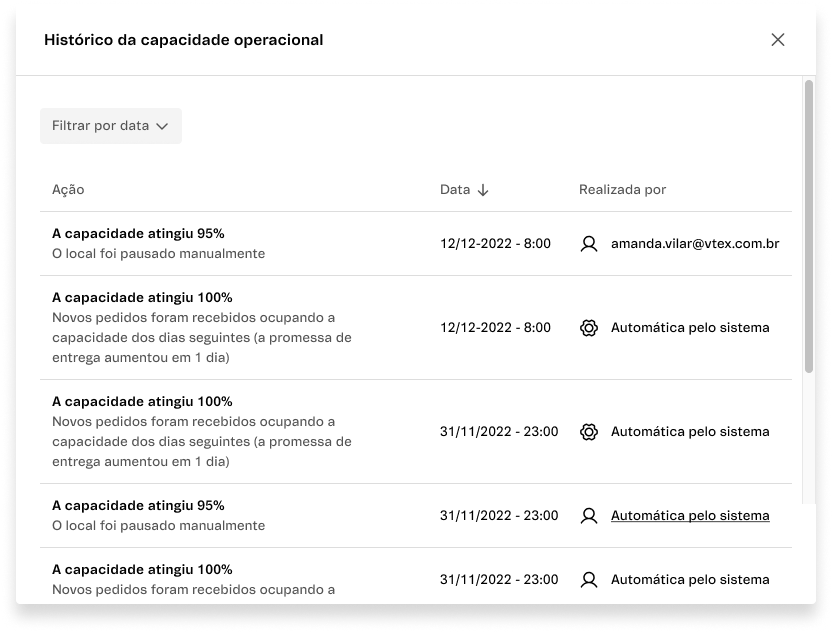 Histórico da capacidade operacional
Filtrar por data
Ação
Data
Realizada por
A capacidade atingiu 95%
O local foi pausado manualmente
12/12-2022 - 8:00
amanda.vilar@vtex.com.br
A capacidade atingiu 100%
Novos pedidos foram recebidos ocupando a
capacidade dos dias seguintes (a promessa de
entrega aumentou em 1 dia)
12/12-2022 - 8:00
Automática pelo sistema
A capacidade atingiu 100%
Novos pedidos foram recebidos ocupando a
capacidade dos dias seguintes (a promessa de
entrega aumentou em 1 dia)
31/11/2022 - 23:00
Automática pelo sistema
A capacidade atingiu 95%
O local foi pausado manualmente
31/11/2022 - 23:00
Automática pelo sistema
A capacidade atingiu 100%
Novos pedidos foram recebidos ocupando a
31/11/2022 - 23:00
Automática pelo sistema